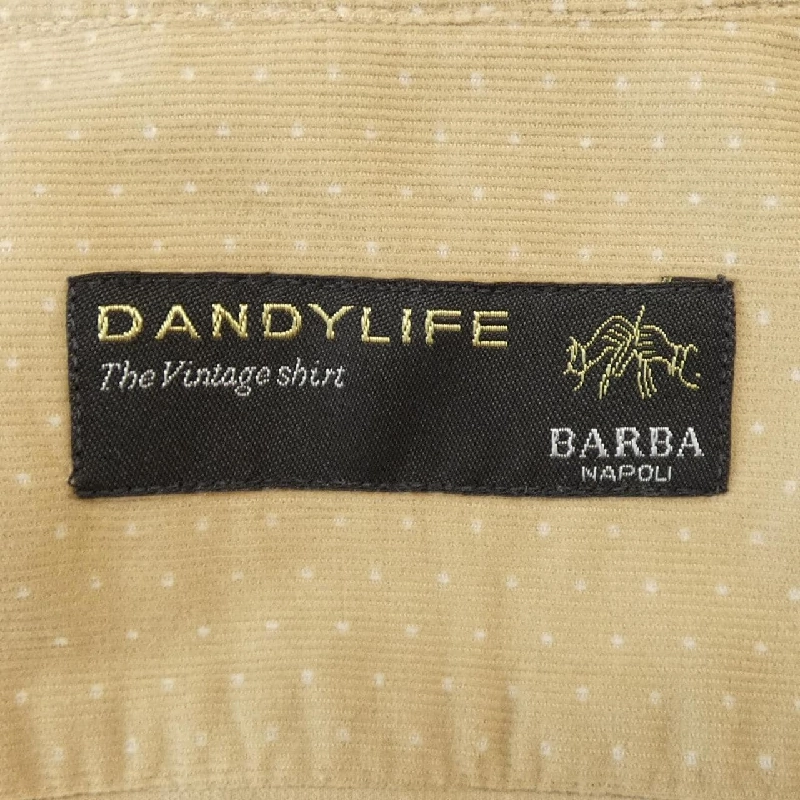 DANDYLIFE
The Vintage shirt
BARBA
NAPOLI